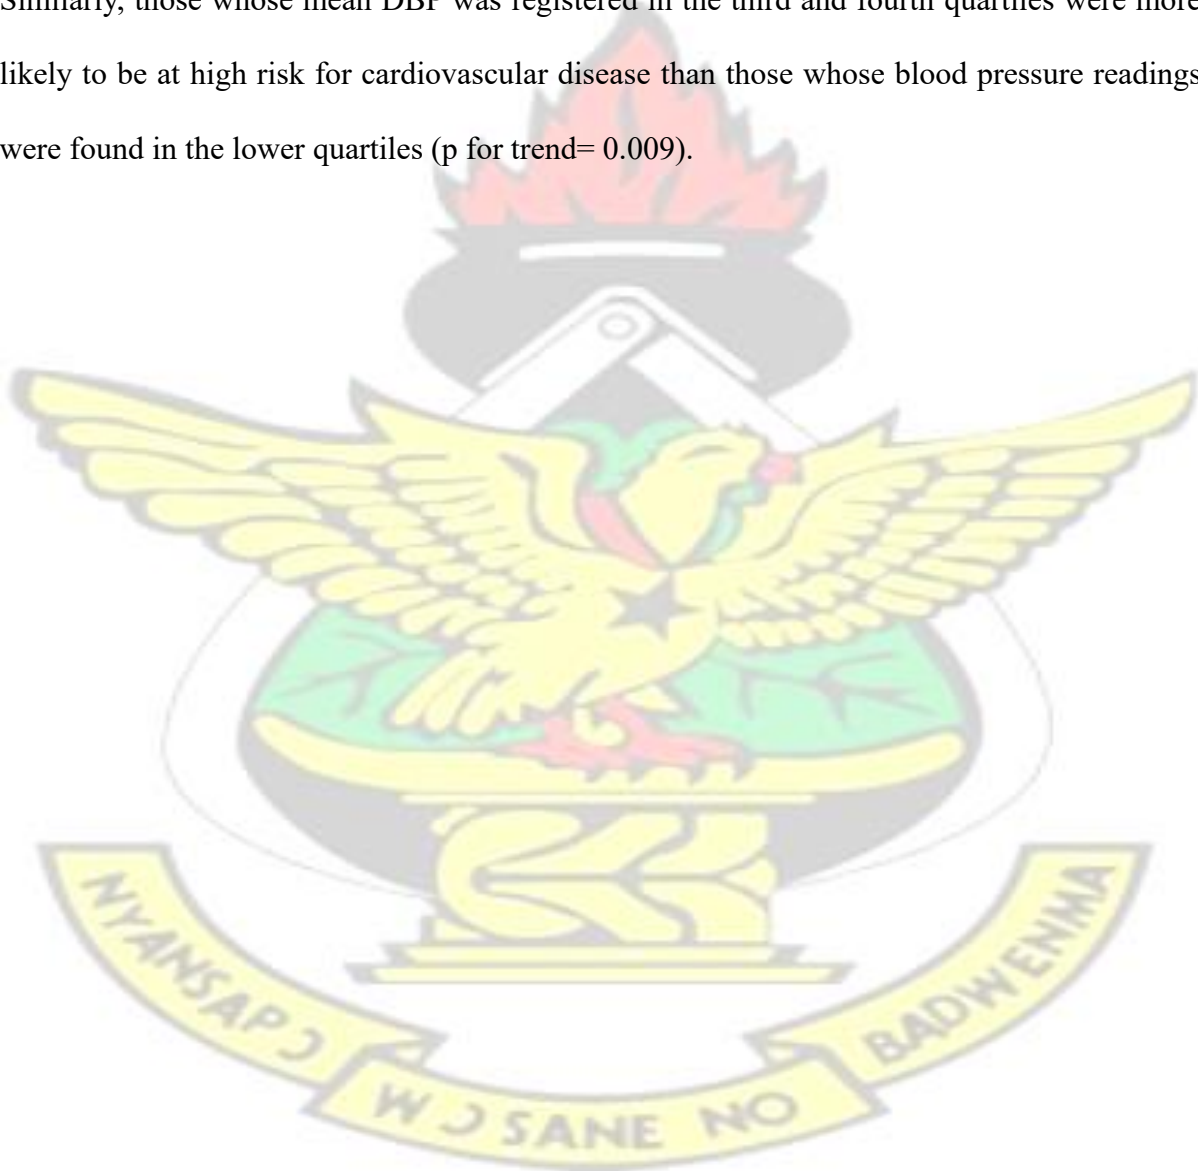 Similarly, those whose mean DBP was registered in the third and fourth quartiles were more
likely to be at high risk for cardiovascular disease than those whose blood pressure readings
were found in the lower quartiles (p for trend= 0.009).
NYANSAPƆ
WƆSANE NO
BADWENMA